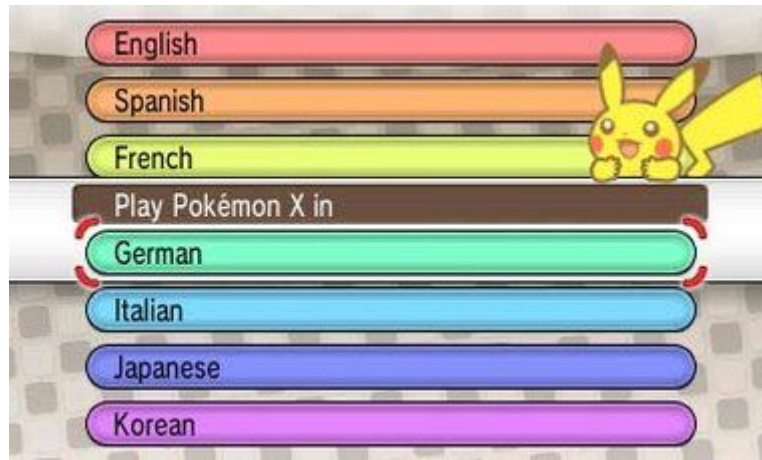 English
Spanish
French
Play Pokémon X in
German
Italian
Japanese
Korean